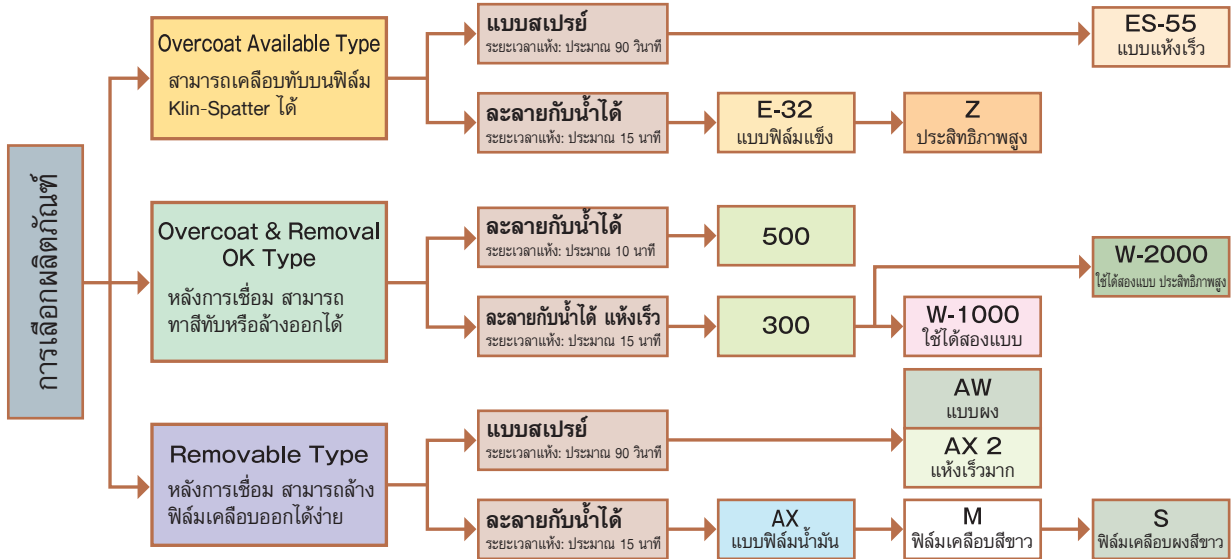 การเลือกผลิตภัณฑ์
Overcoat Available Type
สามารถเคลือบทับบนฟิล์ม
Klin-Spatter ได้
แบบสเปรย์
ระยะเวลาแห้ง: ประมาณ 90 วินาที
ES-55
แบบแห้งเร็ว
ละลายกับน้ำได้
ระยะเวลาแห้ง: ประมาณ 15 นาที
E-32
แบบฟิล์มแข็ง
Z
ประสิทธิภาพสูง
Overcoat & Removal
OK Type
หลังการเชื่อม สามารถ
ทาสีทับหรือล้างออกได้
ละลายกับน้ำได้
ระยะเวลาแห้ง: ประมาณ 10 นาที
500
ละลายกับน้ำได้ แห้งเร็ว
ระยะเวลาแห้ง: ประมาณ 15 นาที
300
W-2000
ใช้ได้สองแบบ ประสิทธิภาพสูง
W-1000
ใช้ได้สองแบบ
Removable Type
หลังการเชื่อม สามารถล้าง
ฟิล์มเคลือบออกได้ง่าย
แบบสเปรย์
ระยะเวลาแห้ง: ประมาณ 90 วินาที
AW
แบบผง
AX 2
แห้งเร็วมาก
ละลายกับน้ำได้
ระยะเวลาแห้ง: ประมาณ 15 นาที
AX
แบบฟิล์มน้ำมัน
M
ฟิล์มเคลือบสีขาว
S
ฟิล์มเคลือบผงสีขาว